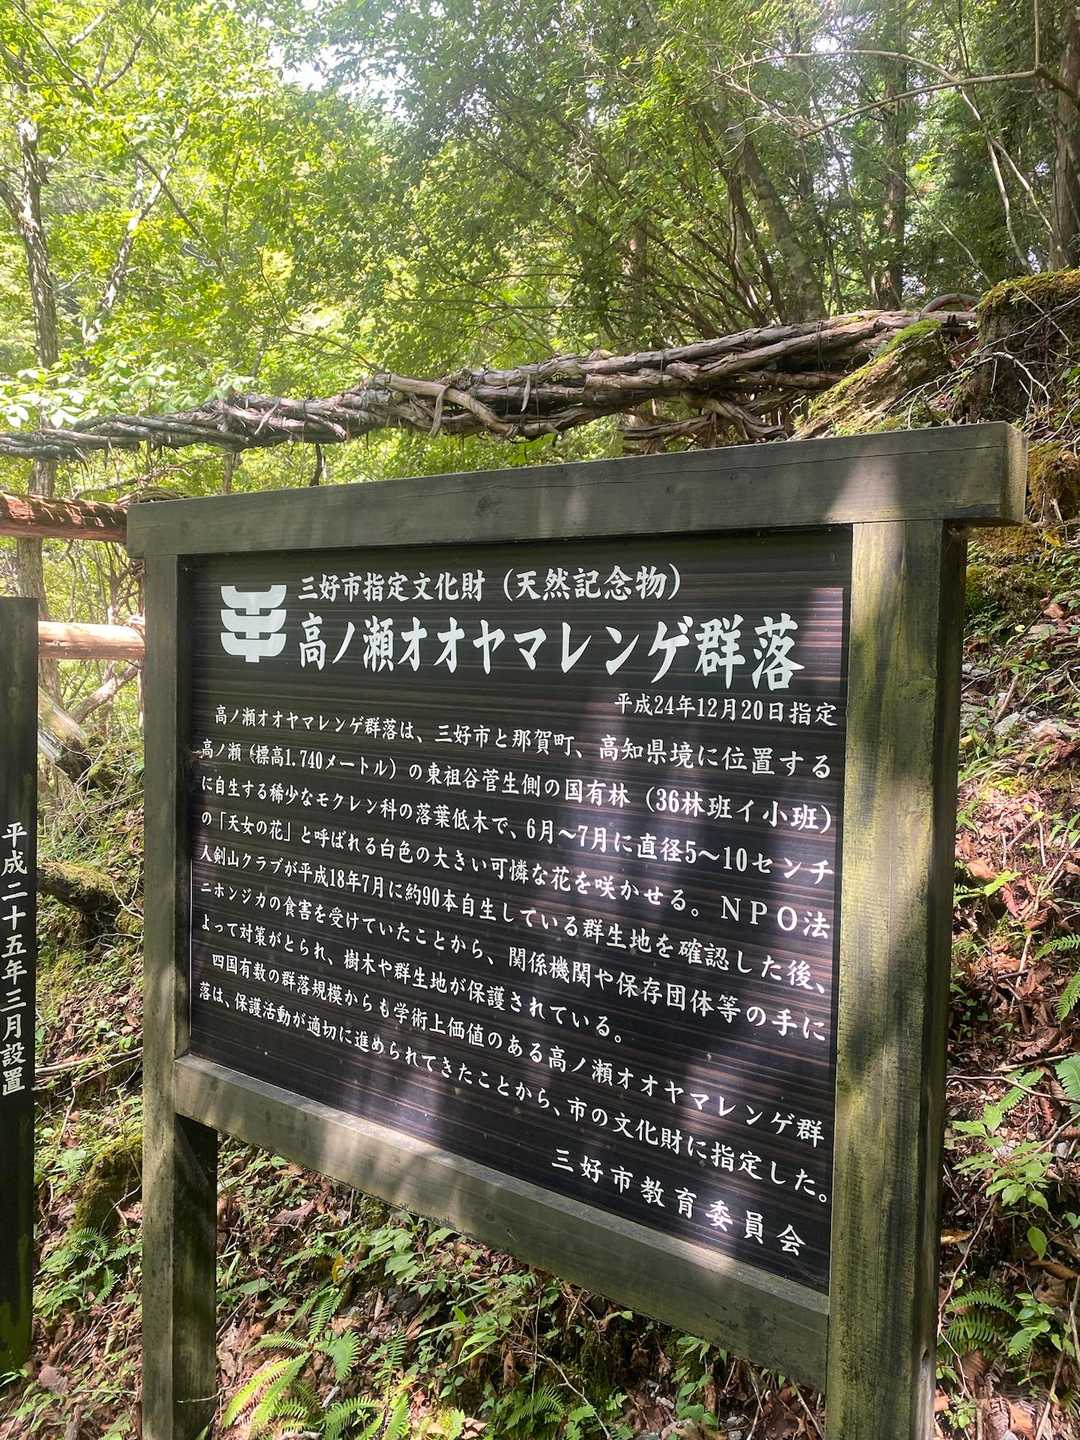 三好市指定文化財（天然記念物）
高ノ瀬オオヤマレンゲ群落
平成24年12月20日指定
高ノ瀬オオヤマレンゲ群落は、三好市と那賀町、高知県境に位置する
高ノ瀬（標高1.740メートル）の東祖谷菅生側の国有林（36林班イ小班）
に自生する稀少なモクレン科の落葉低木で、6月〜7月に直径5〜10センチ
の「天女の花」と呼ばれる白色の大きい可憐な花を咲かせる。ＮＰＯ法
人剣山クラブが平成18年7月に約90本自生している群生地を確認した後、
ニホンジカの食害を受けていたことから、関係機関や保存団体等の手に
よって対策がとられ、樹木や群生地が保護されている。
四国有数の群落規模からも学術上価値のある高ノ瀬オオヤマレンゲ群
落は、保護活動が適切に進められてきたことから、市の文化財に指定した。
三好市教育委員会
平成二十五年三月設置